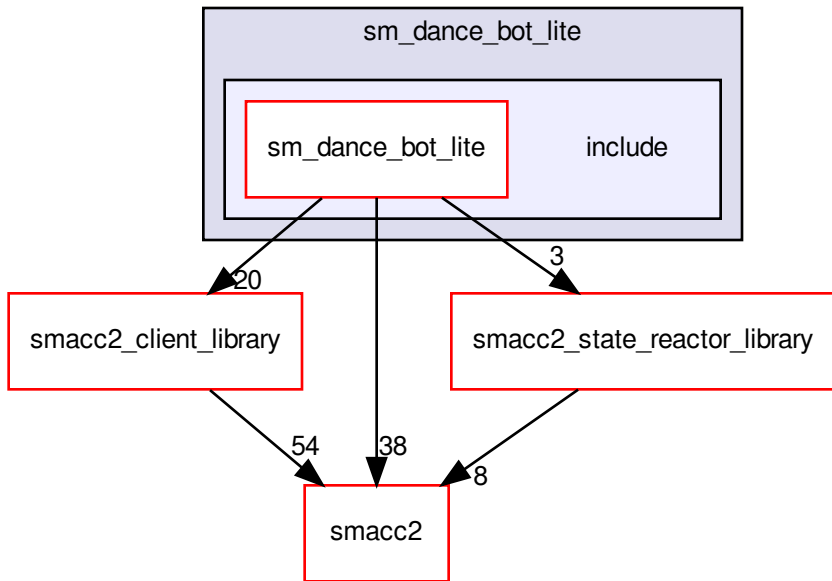 sm_dance_bot_lite
sm_dance_bot_lite
include
20
3
smacc2_client_library
smacc2_state_reactor_library
54
38
8
smacc2